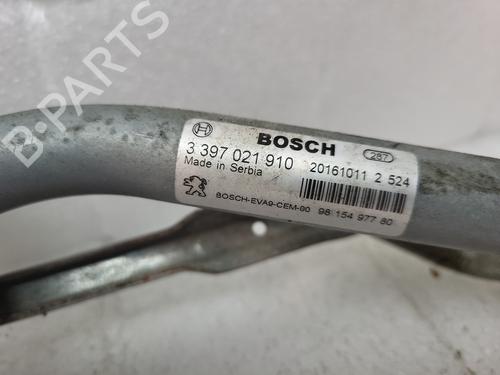 B-PARTS
BOSCH
287
3 397 021 910
20161011 2 524
Made in Serbia
BOSCH-EVA9-CEM-90
98 154 977 80